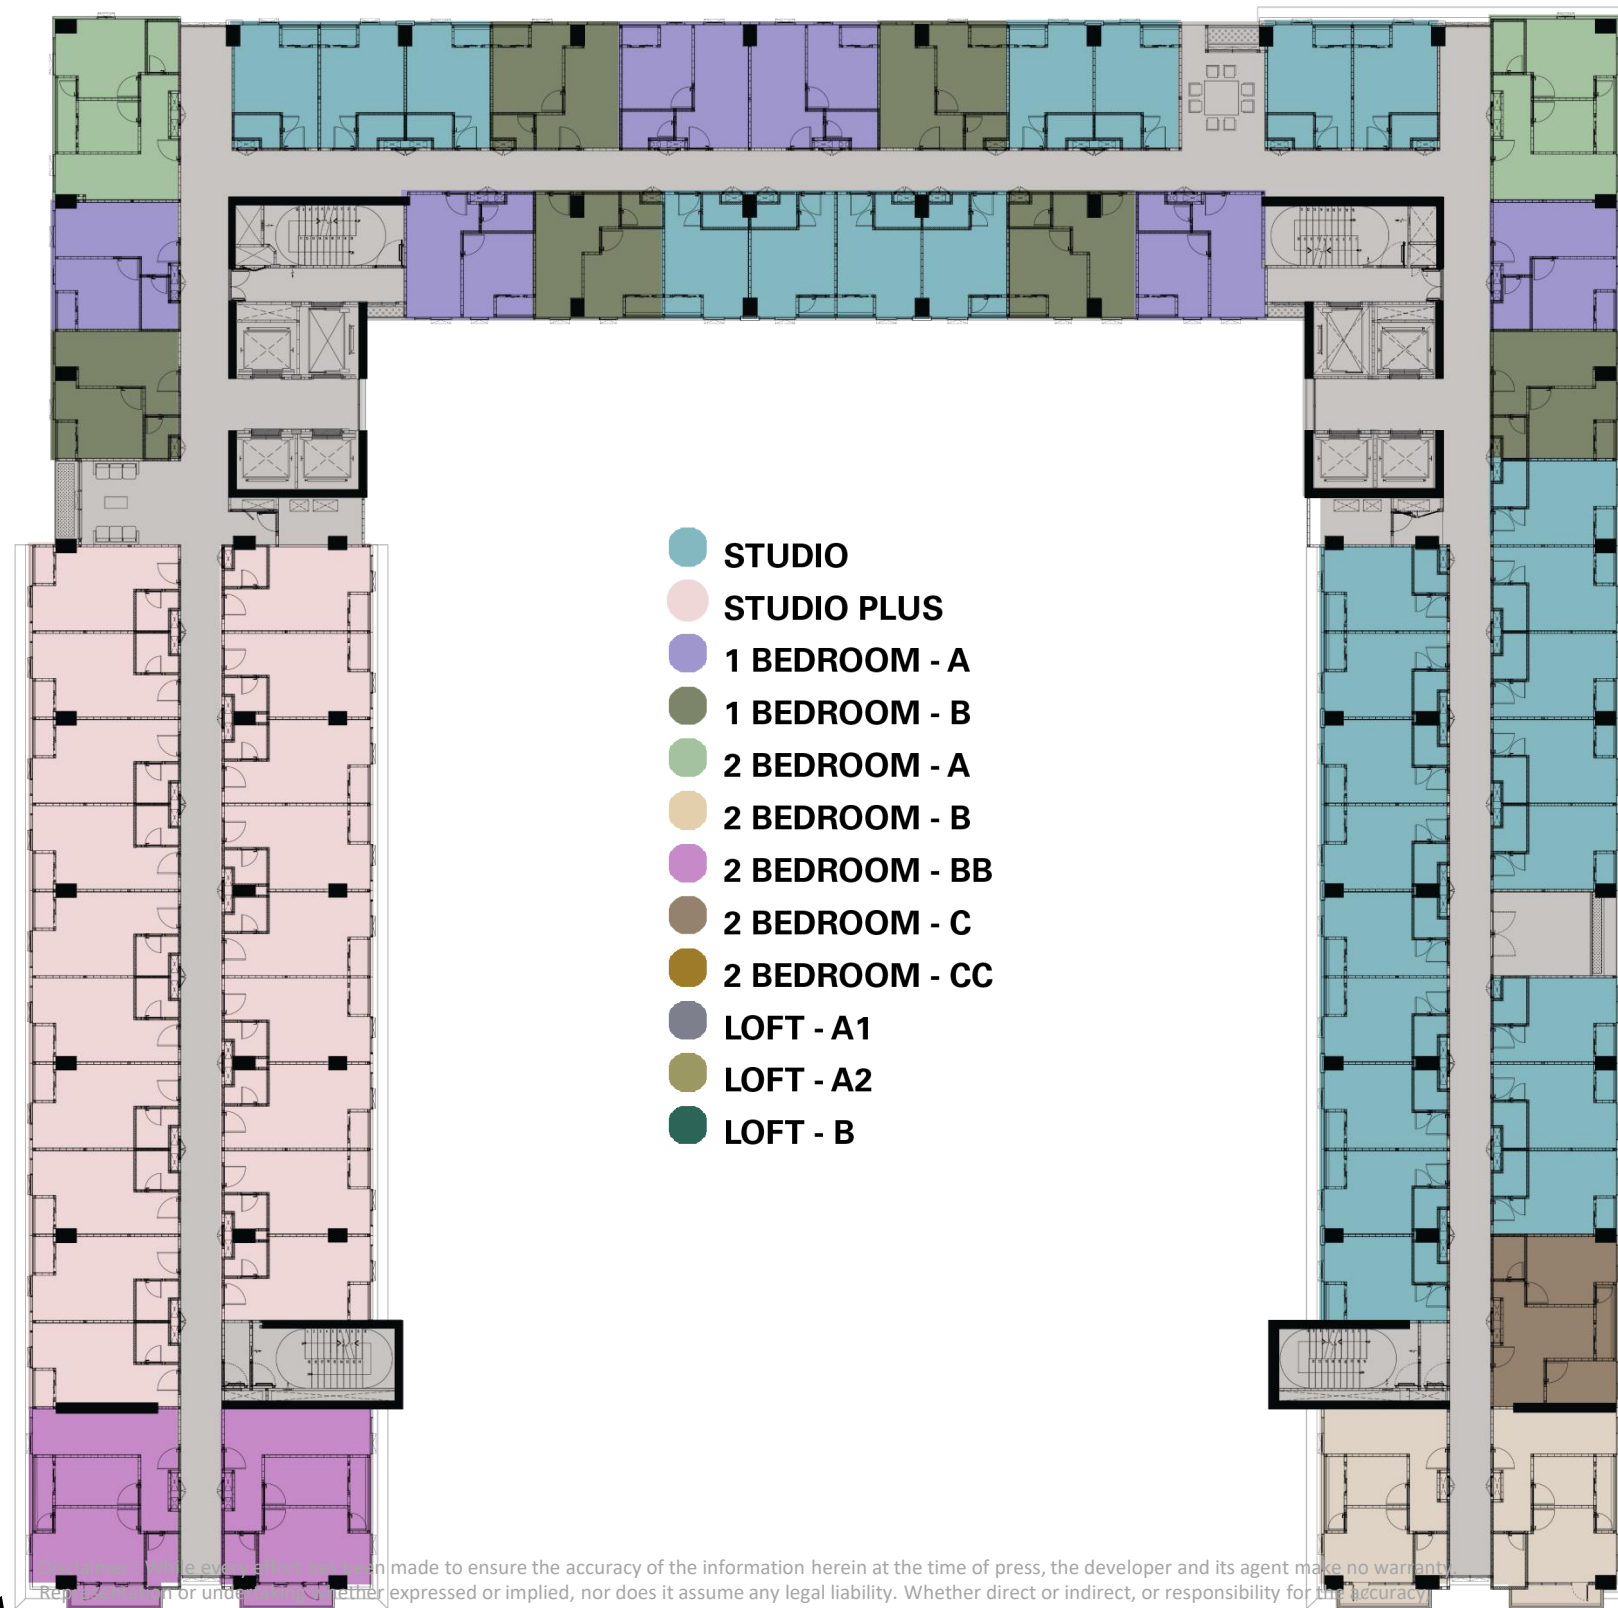 STUDIO
STUDIO PLUS
1 BEDROOM - A
1 BEDROOM - B
2 BEDROOM - A
2 BEDROOM - B
2 BEDROOM - BB
2 BEDROOM - C
2 BEDROOM - CC
LOFT - A1
LOFT - A2
LOFT - B
made to ensure the accuracy of the information herein at the time of press, the developer and its agent make no warranty
expressed or implied, nor does it assume any legal liability. Whether direct or indirect, or responsibility for the accuracy